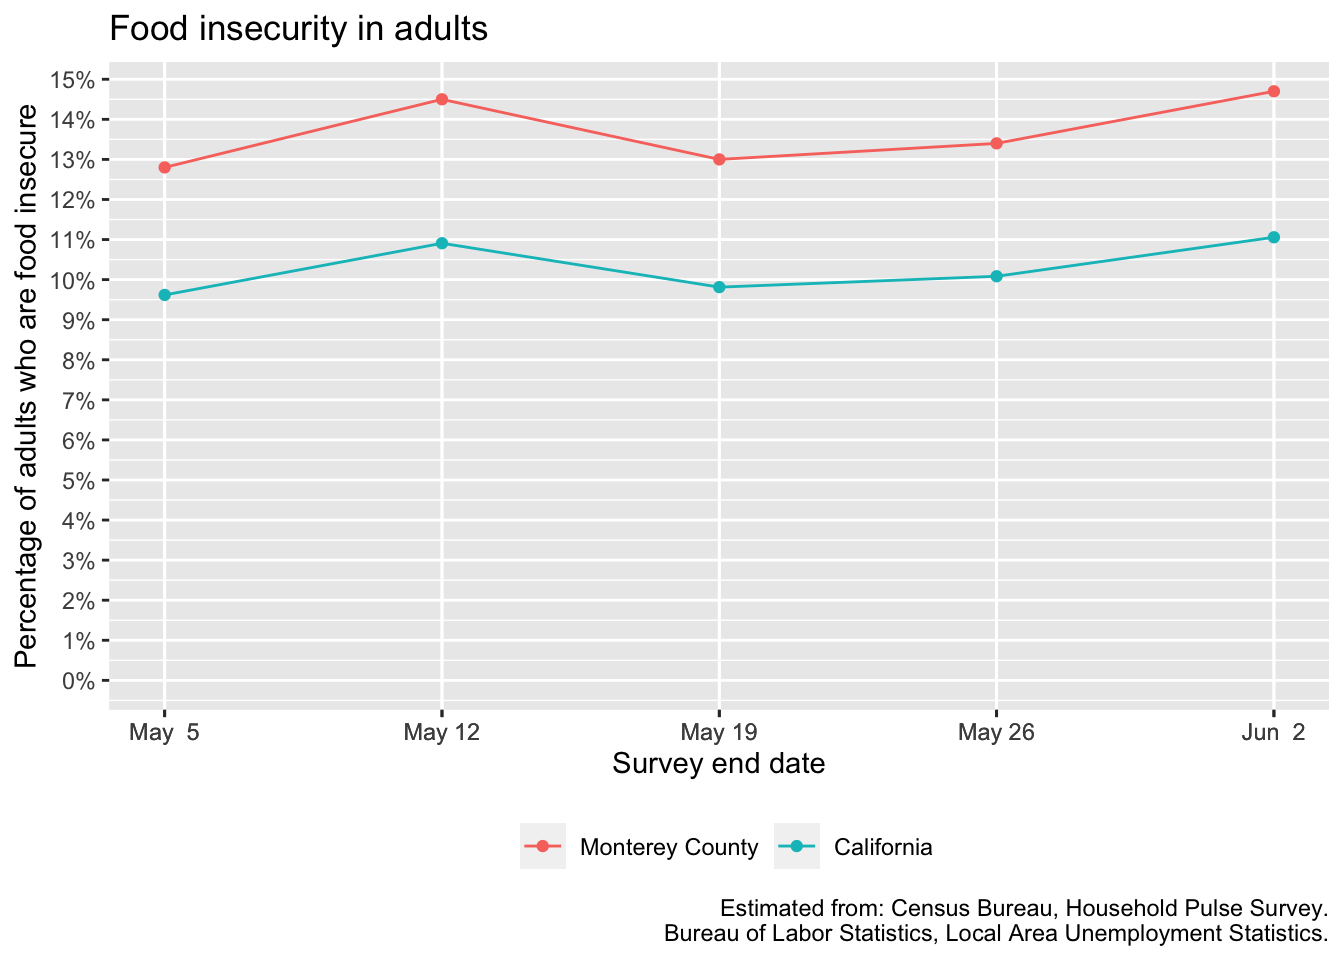 Food insecurity in adults
Percentage of adults who are food insecure
15%
14%
13%
12%
11%
10%
9%
8%
7%
6%
5%
4%
3%
2%
1%
0%
May  5
May 12
May 19
May 26
Jun  2
Survey end date
Monterey County
California
Estimated from: Census Bureau, Household Pulse Survey.
Bureau of Labor Statistics, Local Area Unemployment Statistics.